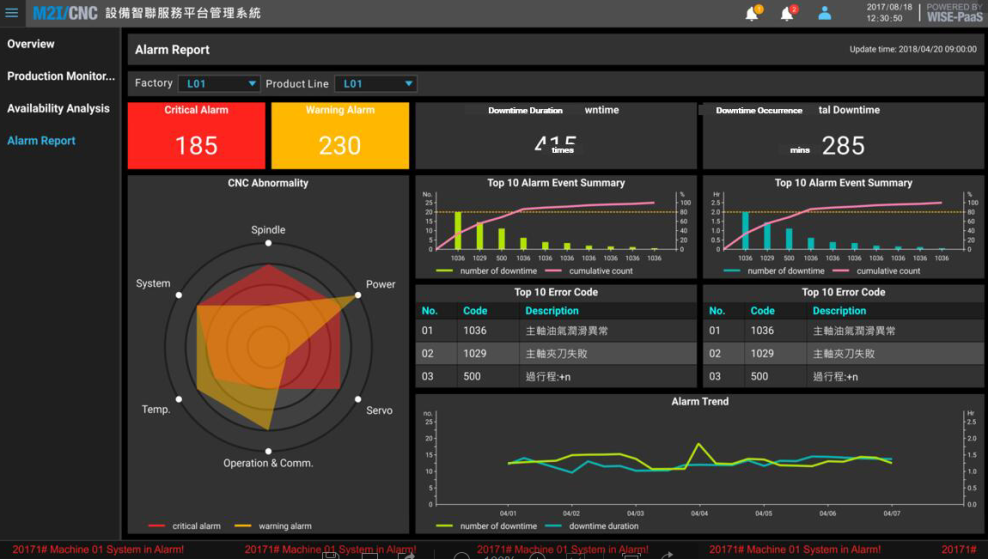 M2I/CNC 設備智聯服務平台管理系統
1
2
2017/08/18
12:30:50
POWERED BY
WISE-PaaS
Overview
Production Monitor...
Availability Analysis
Alarm Report
Alarm Report
Update time: 2018/04/20 09:00:00
Factory L01 Product Line L01
Critical Alarm
185
Warning Alarm
230
Downtime Duration wntime
415
times
Downtime Occurrence tal Downtime
mins 285
CNC Abnormality
Spindle
Power
Servo
Operation & Comm.
Temp.
System
critical alarm warning alarm
Top 10 Alarm Event Summary
No. %
25 100
20 80
15 60
10 40
5 20
0 0
1036 1029 500 1036 1036 1036 1036 1036 1036 1036
number of downtime cumulative count
Top 10 Alarm Event Summary
Hr %
2.5 100
2.0 80
1.5 60
1.0 40
0.5 20
0 0
1036 1029 500 1036 1036 1036 1036 1036 1036 1036
number of downtime cumulative count
Top 10 Error Code
No. Code Description
01 1036 主軸油氣潤滑異常
02 1029 主軸夾刀失敗
03 500 過行程:+n
Top 10 Error Code
No. Code Description
01 1036 主軸油氣潤滑異常
02 1029 主軸夾刀失敗
03 500 過行程:+n
Alarm Trend
no. Hr
25 2.5
20 2.0
15 1.5
10 1.0
5 0.5
0 0.0
04/01 04/02 04/03 04/04 04/05 04/06 04/07
number of downtime downtime duration
20171# Machine 01 System in Alarm! 20171# Machine 01 System in Alarm! 20171# Machine 01 System in Alarm! 20171# Machine 01 System in Alarm! 20171#
100%